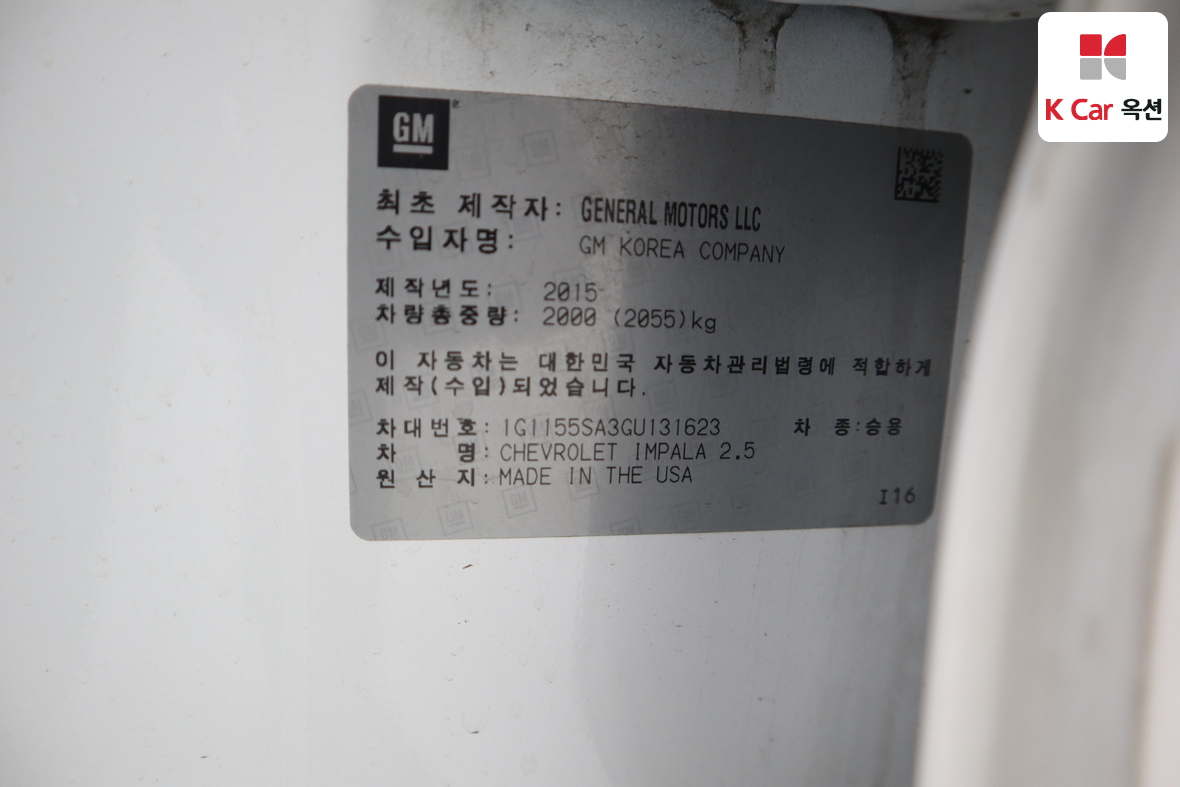 K Car 옥션
GM
최초 제작자: GENERAL MOTORS LLC
수입자명: GM KOREA COMPANY
제작년도: 2015
차량총중량: 2000 (2055)kg
이 자동차는 대한민국 자동차관리법령에 적합하게
제작(수입)되었습니다.
차대번호: 1G1155SA3GU131623 차 종:승용
차 명: CHEVROLET IMPALA 2.5
원 산 지: MADE IN THE USA
I16